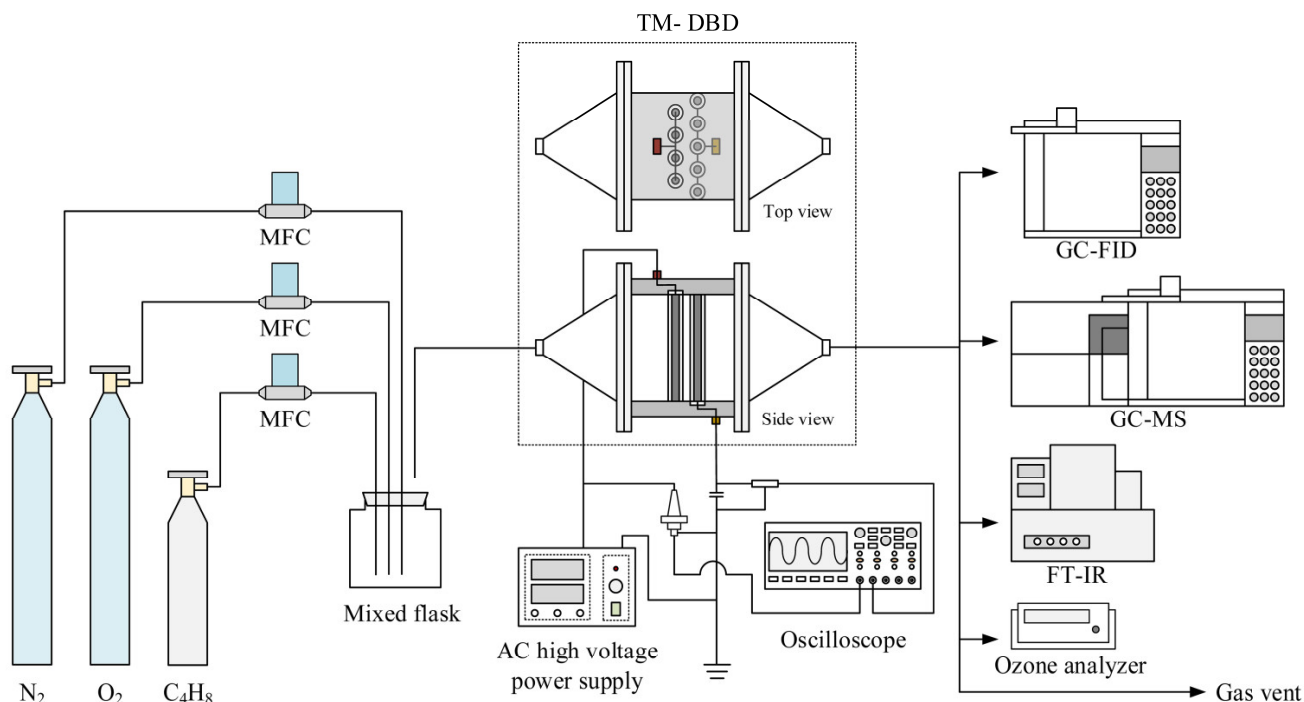 TM- DBD
Top view
Side view
MFC
MFC
MFC
N₂
O₂
C₄H₈
Mixed flask
AC high voltage
power supply
Oscilloscope
GC-FID
GC-MS
FT-IR
Ozone analyzer
Gas vent